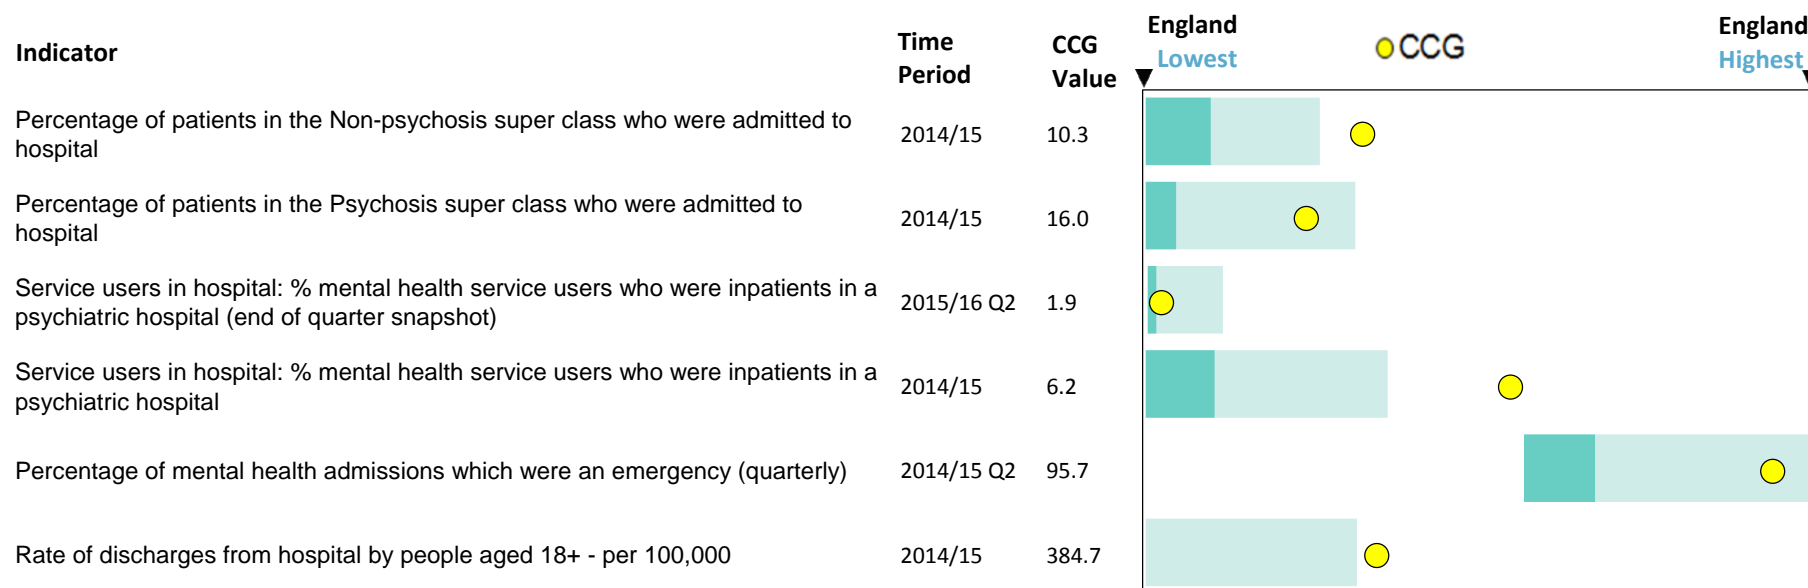 Indicator
Time
Period
CCG
Value
England
Lowest
CCG
England
Highest
Percentage of patients in the Non-psychosis super class who were admitted to
hospital
2014/15
10.3
Percentage of patients in the Psychosis super class who were admitted to
hospital
2014/15
16.0
Service users in hospital: % mental health service users who were inpatients in a
psychiatric hospital (end of quarter snapshot)
2015/16 Q2
1.9
Service users in hospital: % mental health service users who were inpatients in a
psychiatric hospital
2014/15
6.2
Percentage of mental health admissions which were an emergency (quarterly)
2014/15 Q2
95.7
Rate of discharges from hospital by people aged 18+ - per 100,000
2014/15
384.7